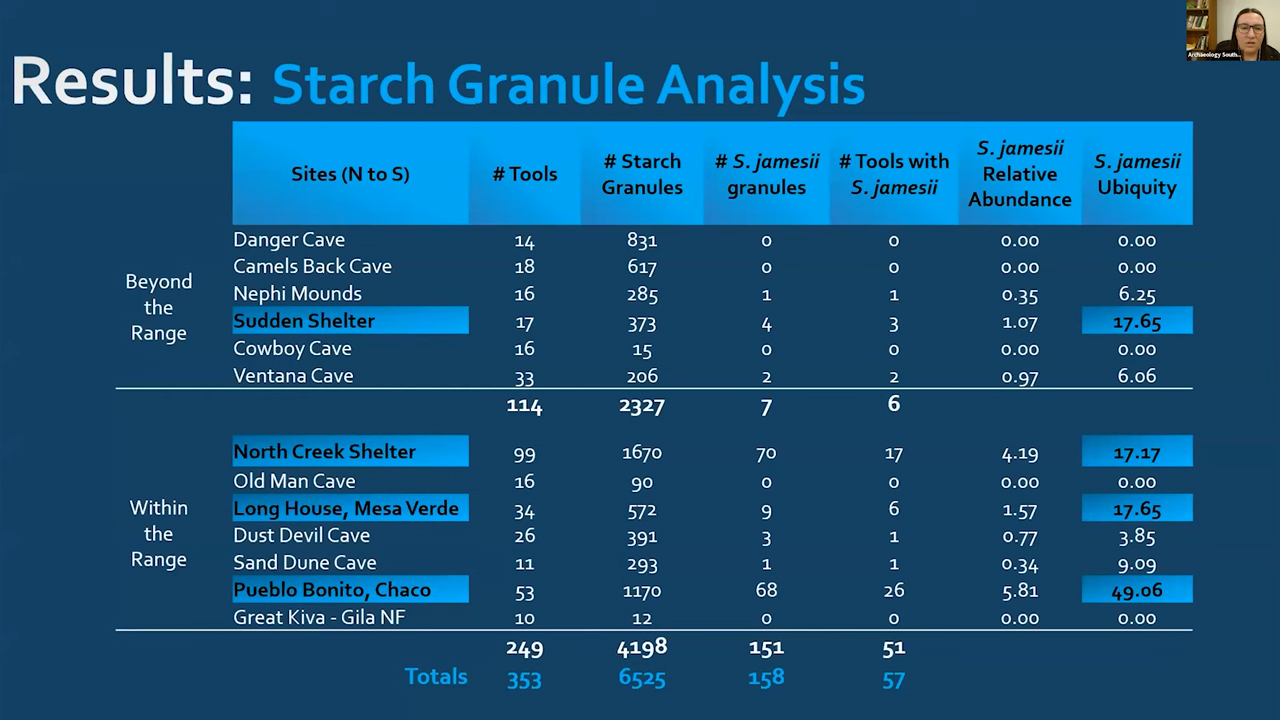 Archaeology South...
Results: Starch Granule Analysis
Sites (N to S) # Tools # Starch Granules # S. jamesii granules # Tools with S. jamesii S. jamesii Relative Abundance S. jamesii Ubiquity
Beyond the Range
Danger Cave 14 831 0 0 0.00 0.00
Camels Back Cave 18 617 0 0 0.00 0.00
Nephi Mounds 16 285 1 1 0.35 6.25
Sudden Shelter 17 373 4 3 1.07 17.65
Cowboy Cave 16 15 0 0 0.00 0.00
Ventana Cave 33 206 2 2 0.97 6.06
114 2327 7 6
Within the Range
North Creek Shelter 99 1670 70 17 4.19 17.17
Old Man Cave 16 90 0 0 0.00 0.00
Long House, Mesa Verde 34 572 9 6 1.57 17.65
Dust Devil Cave 26 391 3 1 0.77 3.85
Sand Dune Cave 11 293 1 1 0.34 9.09
Pueblo Bonito, Chaco 53 1170 68 26 5.81 49.06
Great Kiva - Gila NF 10 12 0 0 0.00 0.00
249 4198 151 51
Totals 353 6525 158 57